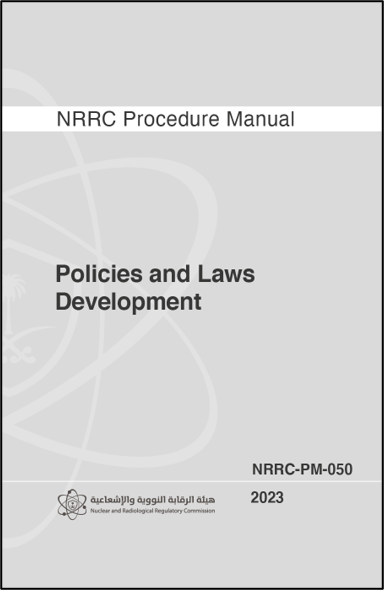 NRRC Procedure Manual
Policies and Laws
Development
NRRC-PM-050
هيئة الرقابة النووية والإشعاعية
Nuclear and Radiological Regulatory Commission
2023